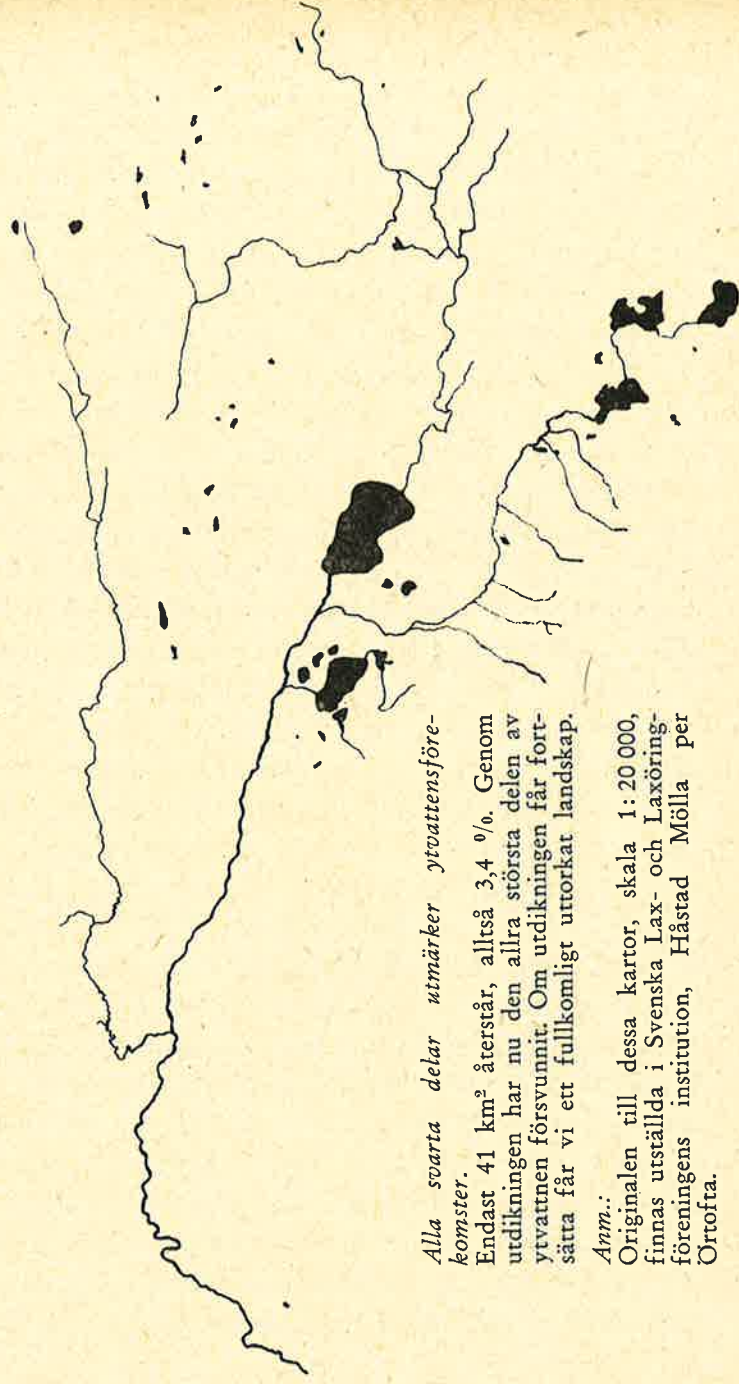 Alla svarta delar utmärker ytvattensföre-
komster.
Endast 41 km² återstår, alltså 3,4 %. Genom
utdikningen har nu den allra största delen av
ytvattnen försvunnit. Om utdikningen får fort-
sätta får vi ett fullkomligt uttorkat landskap.
Anm.:
Originalen till dessa kartor, skala 1: 20 000,
finnas utställda i Svenska Lax- och Laxöring-
föreningens institution, Håstad Mölla per
Örtofta.